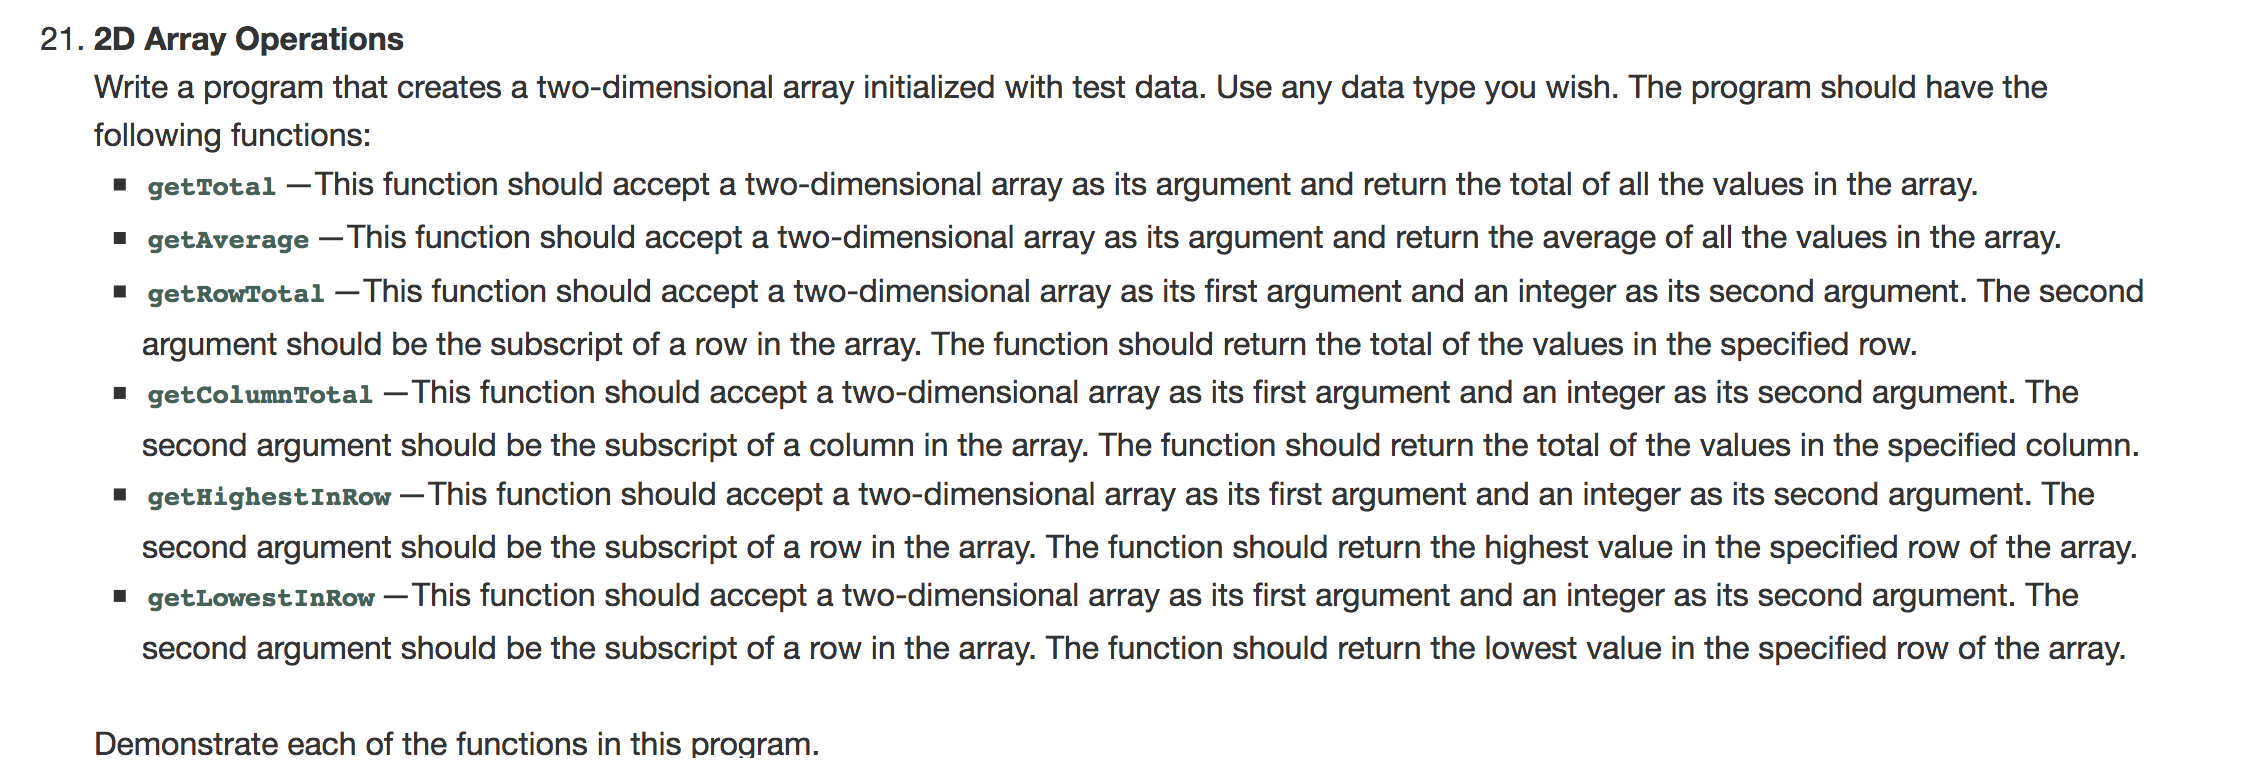 21. 2D Array Operations
Write a program that creates a two-dimensional array initialized with test data. Use any data type you wish. The program should have the
following functions:
■ getTotal —This function should accept a two-dimensional array as its argument and return the total of all the values in the array.
■ getAverage —This function should accept a two-dimensional array as its argument and return the average of all the values in the array.
■ getRowTotal —This function should accept a two-dimensional array as its first argument and an integer as its second argument. The second
argument should be the subscript of a row in the array. The function should return the total of the values in the specified row.
■ getColumnTotal —This function should accept a two-dimensional array as its first argument and an integer as its second argument. The
second argument should be the subscript of a column in the array. The function should return the total of the values in the specified column.
■ getHighestInRow —This function should accept a two-dimensional array as its first argument and an integer as its second argument. The
second argument should be the subscript of a row in the array. The function should return the highest value in the specified row of the array.
■ getLowestInRow —This function should accept a two-dimensional array as its first argument and an integer as its second argument. The
second argument should be the subscript of a row in the array. The function should return the lowest value in the specified row of the array.
Demonstrate each of the functions in this program.